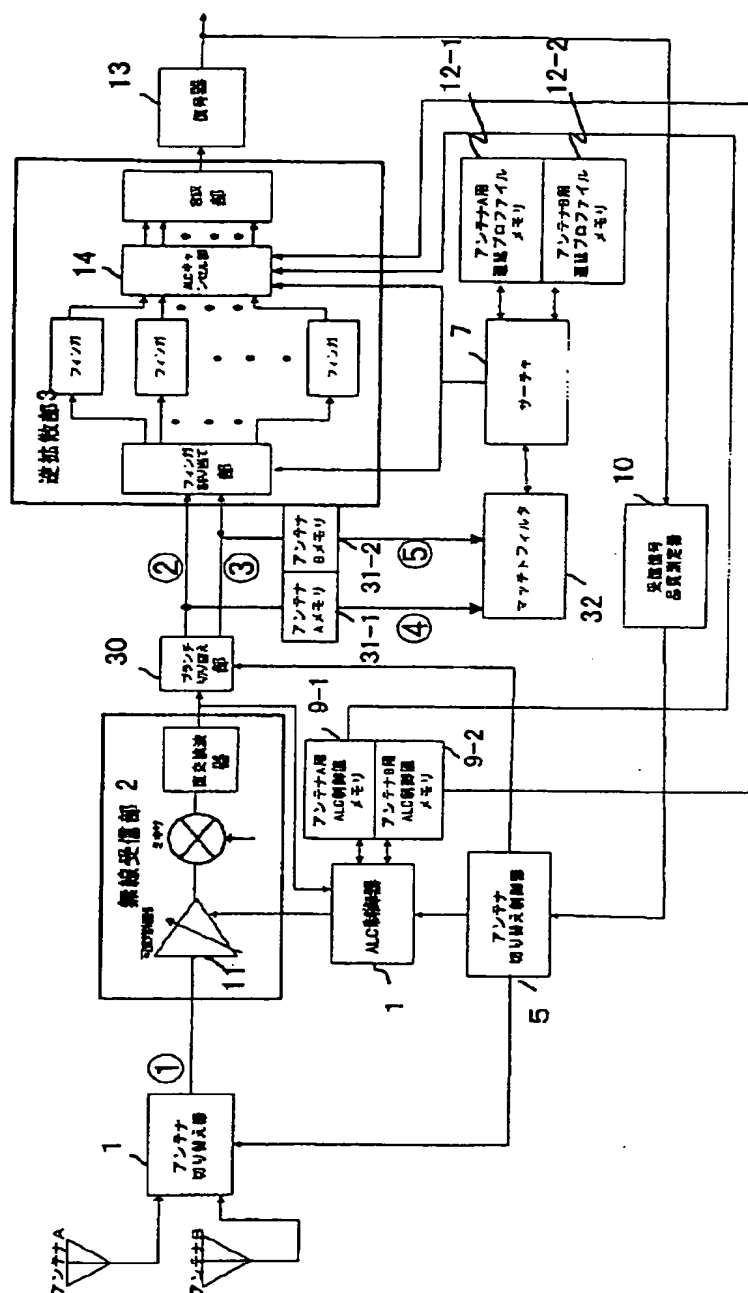 アンテナA
アンテナB
1
アンテナ
切り替え器
①
無線受信部 2
可変利得増幅器
11
ミキサ
直交検波
器
30
ブランチ
切り替え
部
②
③
逆拡散部3
フィンガ
割り当て
部
フィンガ
フィンガ
フィンガ
14
ALCキャ
ンセル部
合成
部
13
復号器
アンテナ
Aメモリ
31-1
アンテナ
Bメモリ
31-2
④
⑤
マッチトフィルタ
32
7
サーチャ
12-1
アンテナA用
遅延プロファイル
メモリ
12-2
アンテナB用
遅延プロファイル
メモリ
9-1
アンテナA用
ALC制御値
メモリ
9-2
アンテナB用
ALC制御値
メモリ
ALC制御器
1
アンテナ
切り替え制御器
5
10
受信信号
品質測定器